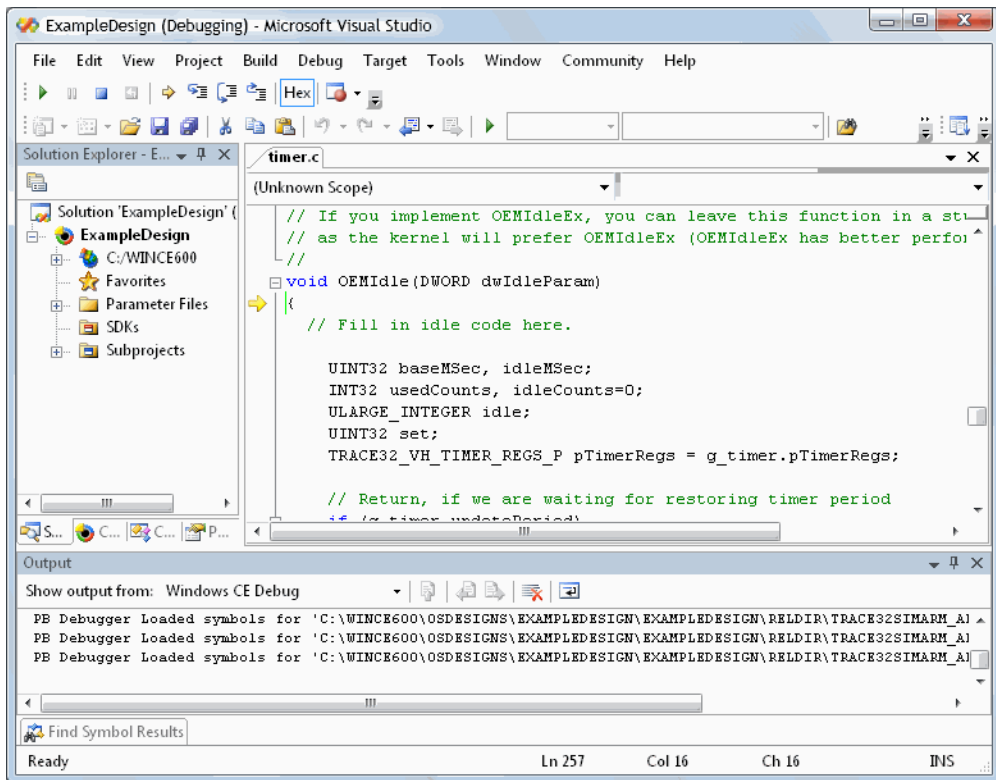 ExampleDesign (Debugging) - Microsoft Visual Studio
File Edit View Project Build Debug Target Tools Window Community Help
Hex
Solution Explorer - E...
timer.c
(Unknown Scope)
Solution 'ExampleDesign' (
ExampleDesign
C:/WINCE600
Favorites
Parameter Files
SDKs
Subprojects
// If you implement OEMIdleEx, you can leave this function in a stu
// as the kernel will prefer OEMIdleEx (OEMIdleEx has better perfor
//
void OEMIdle(DWORD dwIdleParam)
{
// Fill in idle code here.
UINT32 baseMSec, idleMSec;
INT32 usedCounts, idleCounts=0;
ULARGE_INTEGER idle;
UINT32 set;
TRACE32_VH_TIMER_REGS_P pTimerRegs = g_timer.pTimerRegs;
// Return, if we are waiting for restoring timer period
if (g_timer.updatePeriod)
S... C... C... P...
Output
Show output from: Windows CE Debug
PB Debugger Loaded symbols for 'C:\WINCE600\OSDESIGNS\EXAMPLEDESIGN\EXAMPLEDESIGN\RELDIR\TRACE32SIMARM_A
PB Debugger Loaded symbols for 'C:\WINCE600\OSDESIGNS\EXAMPLEDESIGN\EXAMPLEDESIGN\RELDIR\TRACE32SIMARM_A
PB Debugger Loaded symbols for 'C:\WINCE600\OSDESIGNS\EXAMPLEDESIGN\EXAMPLEDESIGN\RELDIR\TRACE32SIMARM_A
Find Symbol Results
Ready Ln 257 Col 16 Ch 16 INS